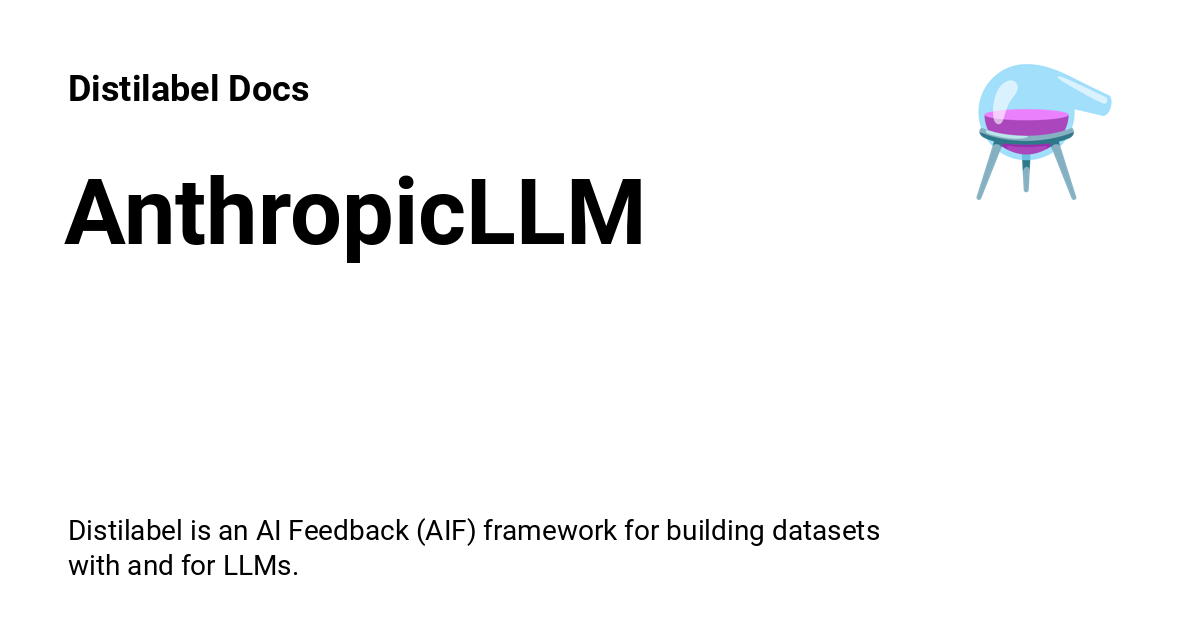 Distilabel Docs
AnthropicLLM
Distilabel is an AI Feedback (AIF) framework for building datasets
with and for LLMs.